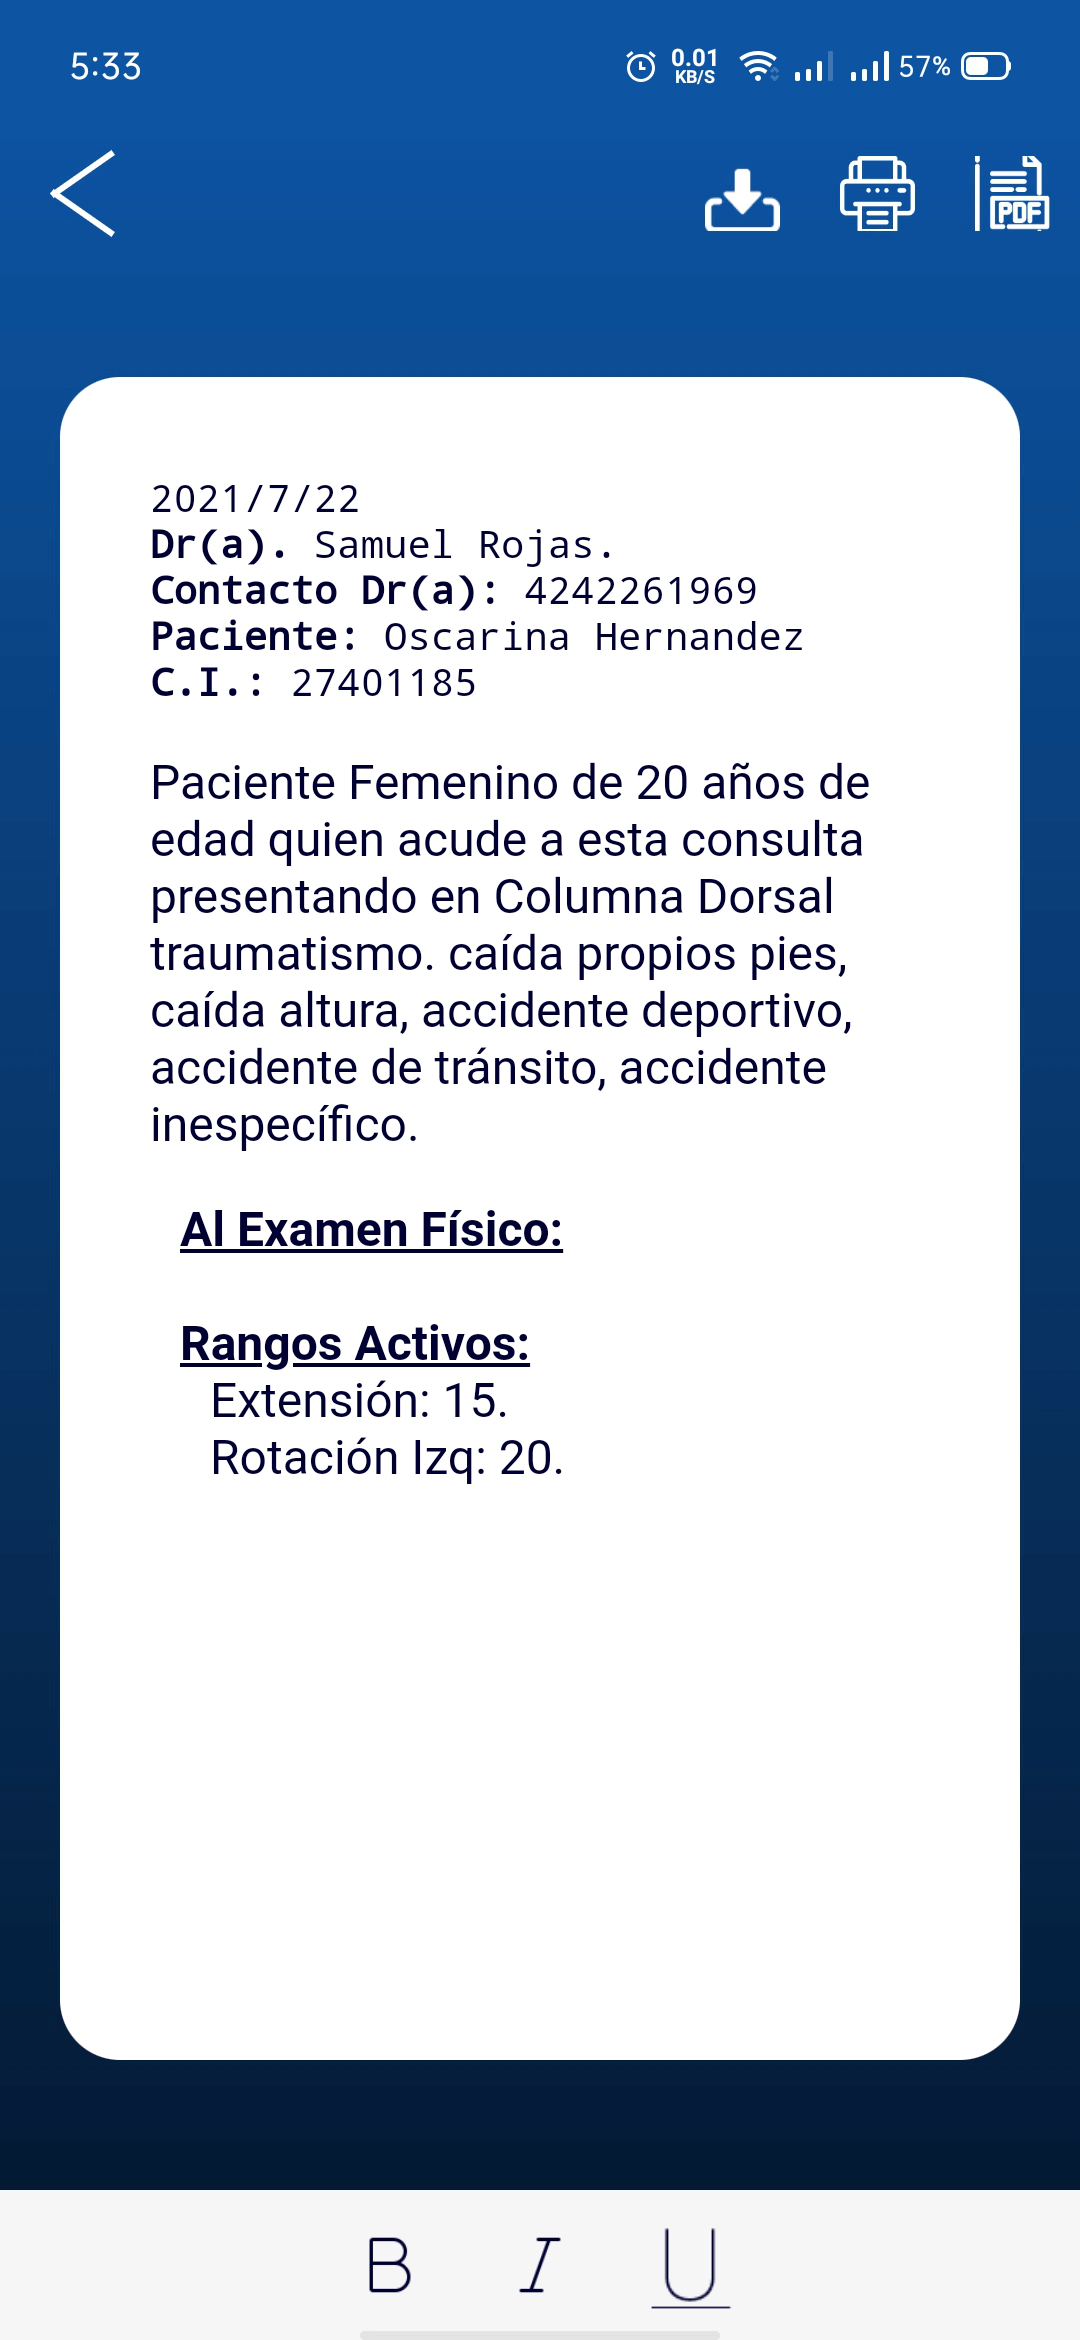 5:33
0.01
KB/S
57%
PDF
2021/7/22
Dr(a). Samuel Rojas.
Contacto Dr(a): 4242261969
Paciente: Oscarina Hernandez
C.I.: 27401185
Paciente Femenino de 20 años de
edad quien acude a esta consulta
presentando en Columna Dorsal
traumatismo. caída propios pies,
caída altura, accidente deportivo,
accidente de tránsito, accidente
inespecífico.
Al Examen Físico:
Rangos Activos:
Extensión: 15.
Rotación Izq: 20.
B I U